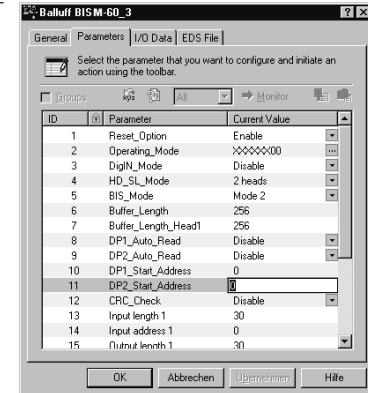 Balluff BIS M-60_3
General Parameters I/O Data EDS File
Select the parameter that you want to configure and initiate an
action using the toolbar.
Groups All Monitor
ID Parameter Current Value
1 Reset_Option Enable
2 Operating_Mode XXXXXX00
3 DigIN_Mode Disable
4 HD_SL_Mode 2 heads
5 BIS_Mode Mode 2
6 Buffer_Length 256
7 Buffer_Length_Head1 256
8 DP1_Auto_Read Disable
9 DP2_Auto_Read Disable
10 DP1_Start_Address 0
11 DP2_Start_Address 0
12 CRC_Check Disable
13 Input length 1 30
14 Input address 1 0
15 Output length 1 30
OK Abbrechen Übernehmen Hilfe